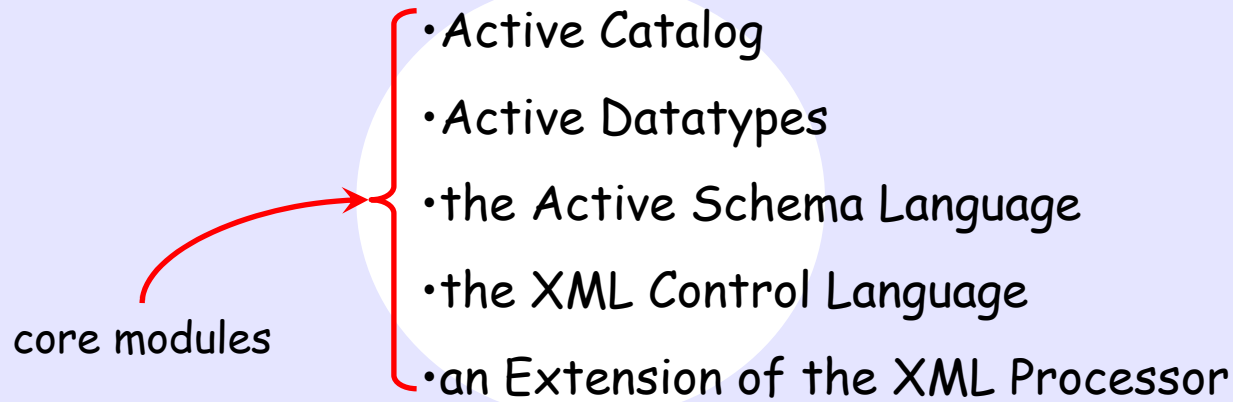 •Active Catalog
•Active Datatypes
•the Active Schema Language
•the XML Control Language
core modules
•an Extension of the XML Processor